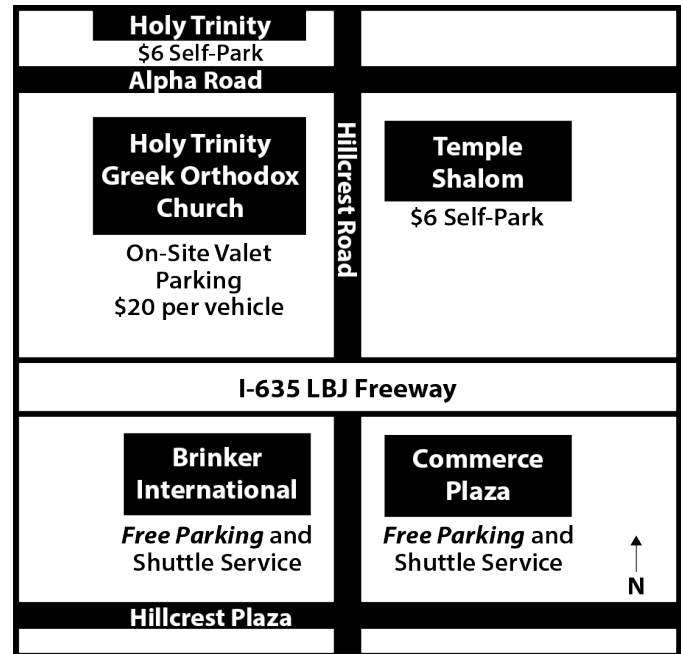 Holy Trinity
$6 Self-Park
Alpha Road
Holy Trinity
Greek Orthodox
Church
On-Site Valet
Parking
$20 per vehicle
Hillcrest Road
Temple
Shalom
$6 Self-Park
I-635 LBJ Freeway
Brinker
International
Free Parking and
Shuttle Service
Commerce
Plaza
Free Parking and
Shuttle Service
N
Hillcrest Plaza